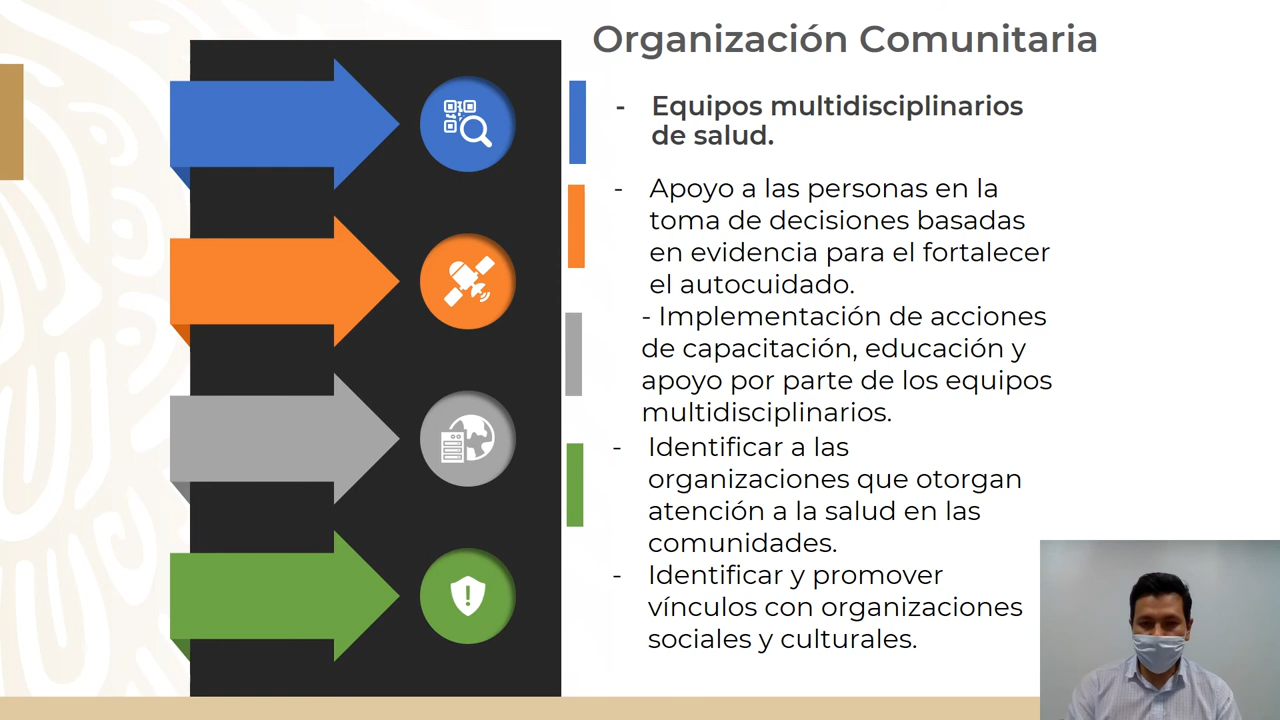 Organización Comunitaria
- Equipos multidisciplinarios
de salud.
- Apoyo a las personas en la
toma de decisiones basadas
en evidencia para el fortalecer
el autocuidado.
- Implementación de acciones
de capacitación, educación y
apoyo por parte de los equipos
multidisciplinarios.
- Identificar a las
organizaciones que otorgan
atención a la salud en las
comunidades.
- Identificar y promover
vínculos con organizaciones
sociales y culturales.